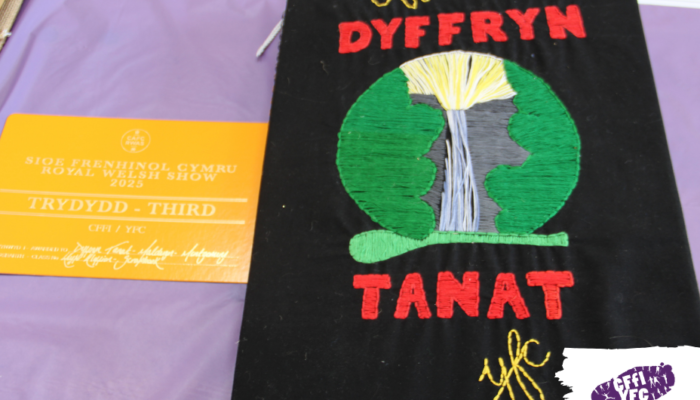 DYFFRYN
TANAT
yfc
SIOE FRENHINOL CYMRU
ROYAL WELSH SHOW
2025
TRYDYDD - THIRD
CFFI / YFC
CFFI
YFC